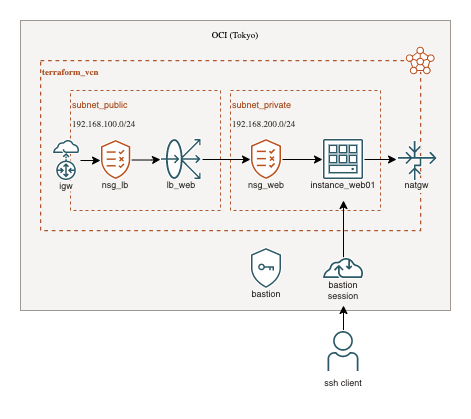 OCI (Tokyo)
terraform_vcn
subnet_public
subnet_private
192.168.100.0/24
192.168.200.0/24
igw
nsg_lb
lb_web
nsg_web
instance_web01
natgw
bastion
bastion
session
ssh client